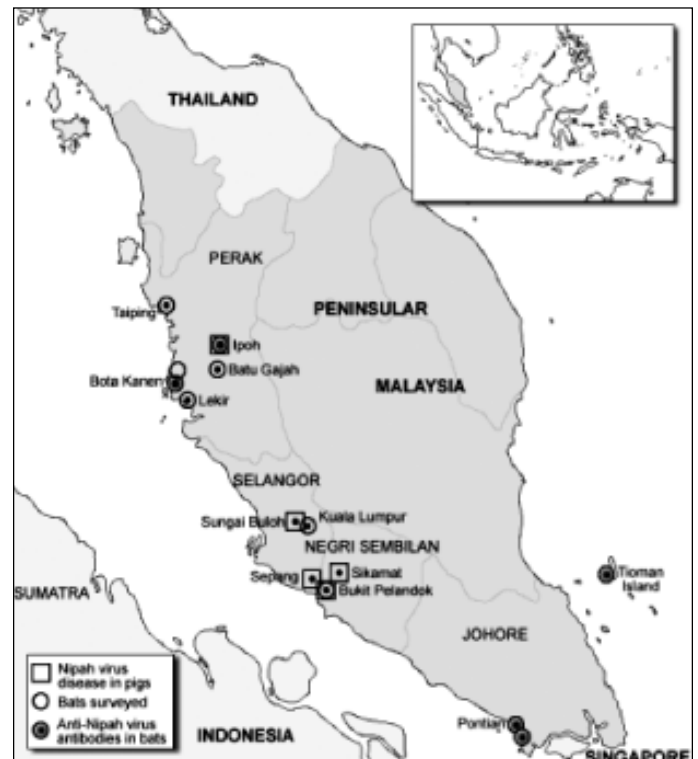 THAILAND
PERAK
Taiping
PENINSULAR
Ipoh
Batu Gajah
MALAYSIA
Bota Kanen
Lekir
SELANGOR
Sungai Buloh
Kuala Lumpur
NEGRI SEMBILAN
Sepang
Sikamat
Tioman
Island
SUMATRA
Bukit Pelandok
JOHORE
Nipah virus
disease in pigs
Bats surveyed
Anti-Nipah virus
antibodies in bats
INDONESIA
Pontian
SINGAPORE